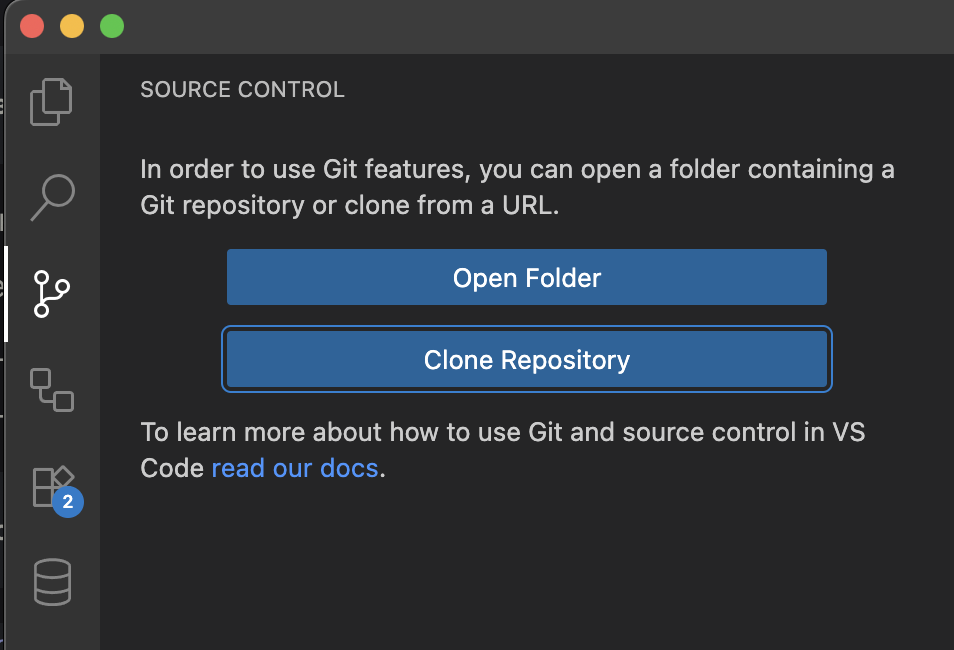 SOURCE CONTROL
In order to use Git features, you can open a folder containing a
Git repository or clone from a URL.
Open Folder
Clone Repository
To learn more about how to use Git and source control in VS
Code read our docs.
2